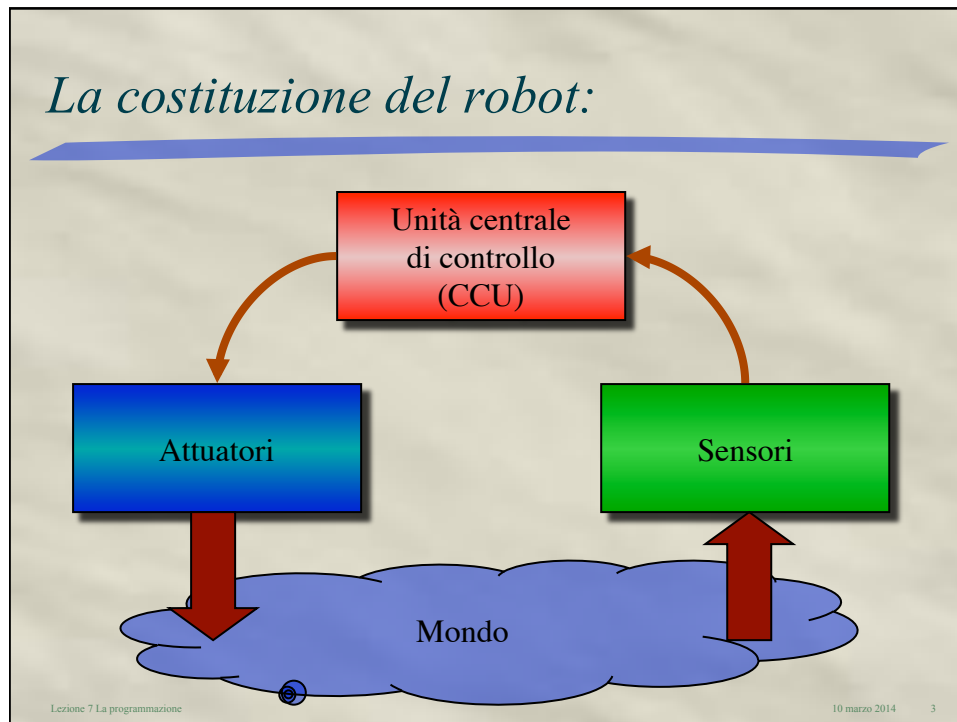 La costituzione del robot:
Unità centrale
di controllo
(CCU)
Attuatori
Sensori
Mondo
Lezione 7 La programmazione
10 marzo 2014
3